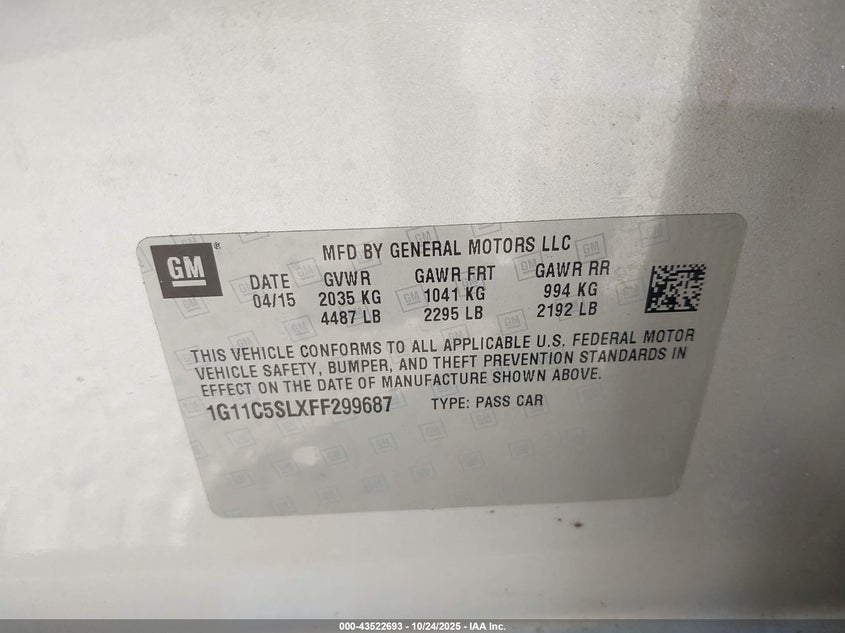 GM ®
MFD BY GENERAL MOTORS LLC
DATE GVWR GAWR FRT GAWR RR
04/15 2035 KG 1041 KG 994 KG
4487 LB 2295 LB 2192 LB
THIS VEHICLE CONFORMS TO ALL APPLICABLE U.S. FEDERAL MOTOR
VEHICLE SAFETY, BUMPER, AND THEFT PREVENTION STANDARDS IN
EFFECT ON THE DATE OF MANUFACTURE SHOWN ABOVE.
1G11C5SLXFF299687 TYPE: PASS CAR
000-43522693 - 10/24/2025 - IAA Inc.